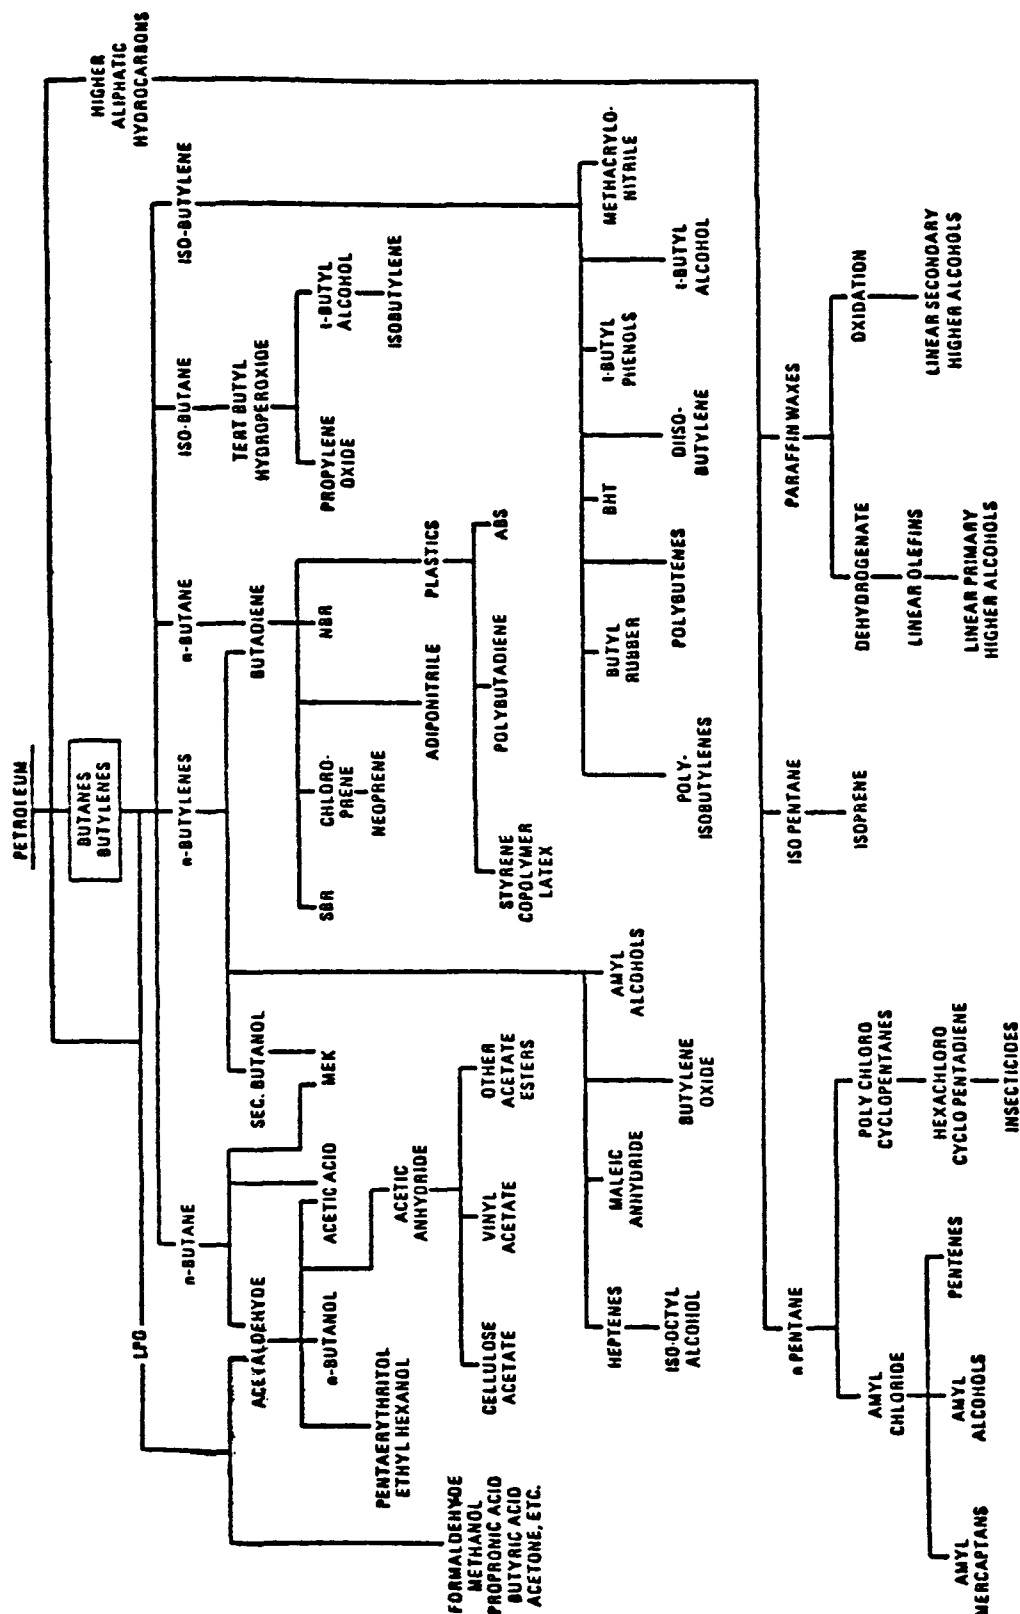 PETROLEUM
BUTANES
BUTYLENES
HIGHER
ALIPHATIC
HYDROCARBONS
LPG
n-BUTANE
n-BUTYLENES
n-BUTANE
ISO-BUTANE
ISO-BUTYLENE
ACETALDEHYDE
SEC. BUTANOL
BUTADIENE
TERT BUTYL
HYDROPEROXIDE
n-BUTANOL
ACETIC ACID
MEK
SBR
CHLORO-
PRENE
NEOPRENE
NBR
PROPYLENE
OXIDE
t-BUTYL
ALCOHOL
ISOBUTYLENE
PENTAERYTHRITOL
ETHYL HEXANOL
ACETIC
ANHYDRIDE
ADIPONITRILE
PLASTICS
FORMALDEHYDE
METHANOL
PROPRONIC ACID
BUTYRIC ACID
ACETONE, ETC.
CELLULOSE
ACETATE
VINYL
ACETATE
OTHER
ACETATE
ESTERS
STYRENE
COPOLYMER
LATEX
POLYBUTADIENE
ABS
HEPTENES
ISO-OCTYL
ALCOHOL
MALEIC
ANHYDRIDE
BUTYLENE
OXIDE
AMYL
ALCOHOLS
POLY-
ISOBUTYLENES
BUTYL
RUBBER
POLYBUTENES
BHT
DIISO-
BUTYLENE
t-BUTYL
PHENOLS
t-BUTYL
ALCOHOL
METHACRYLO-
NITRILE
n PENTANE
ISO PENTANE
PARAFFIN WAXES
AMYL
CHLORIDE
POLY CHLORO
CYCLOPENTANES
ISOPRENE
DEHYDROGENATE
OXIDATION
HEXACHLORO
CYCLO PENTADIENE
LINEAR OLEFINS
LINEAR SECONDARY
HIGHER ALCOHOLS
AMYL
MERCAPTANS
AMYL
ALCOHOLS
PENTENES
INSECTICIDES
LINEAR PRIMARY
HIGHER ALCOHOLS